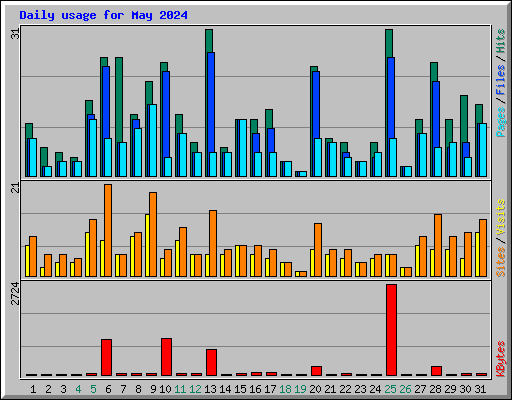 Daily usage for May 2024
31
21
2724
Pages / Files / Hits
Sites / Visits
KBytes
1 2 3 4 5 6 7 8 9 10 11 12 13 14 15 16 17 18 19 20 21 22 23 24 25 26 27 28 29 30 31